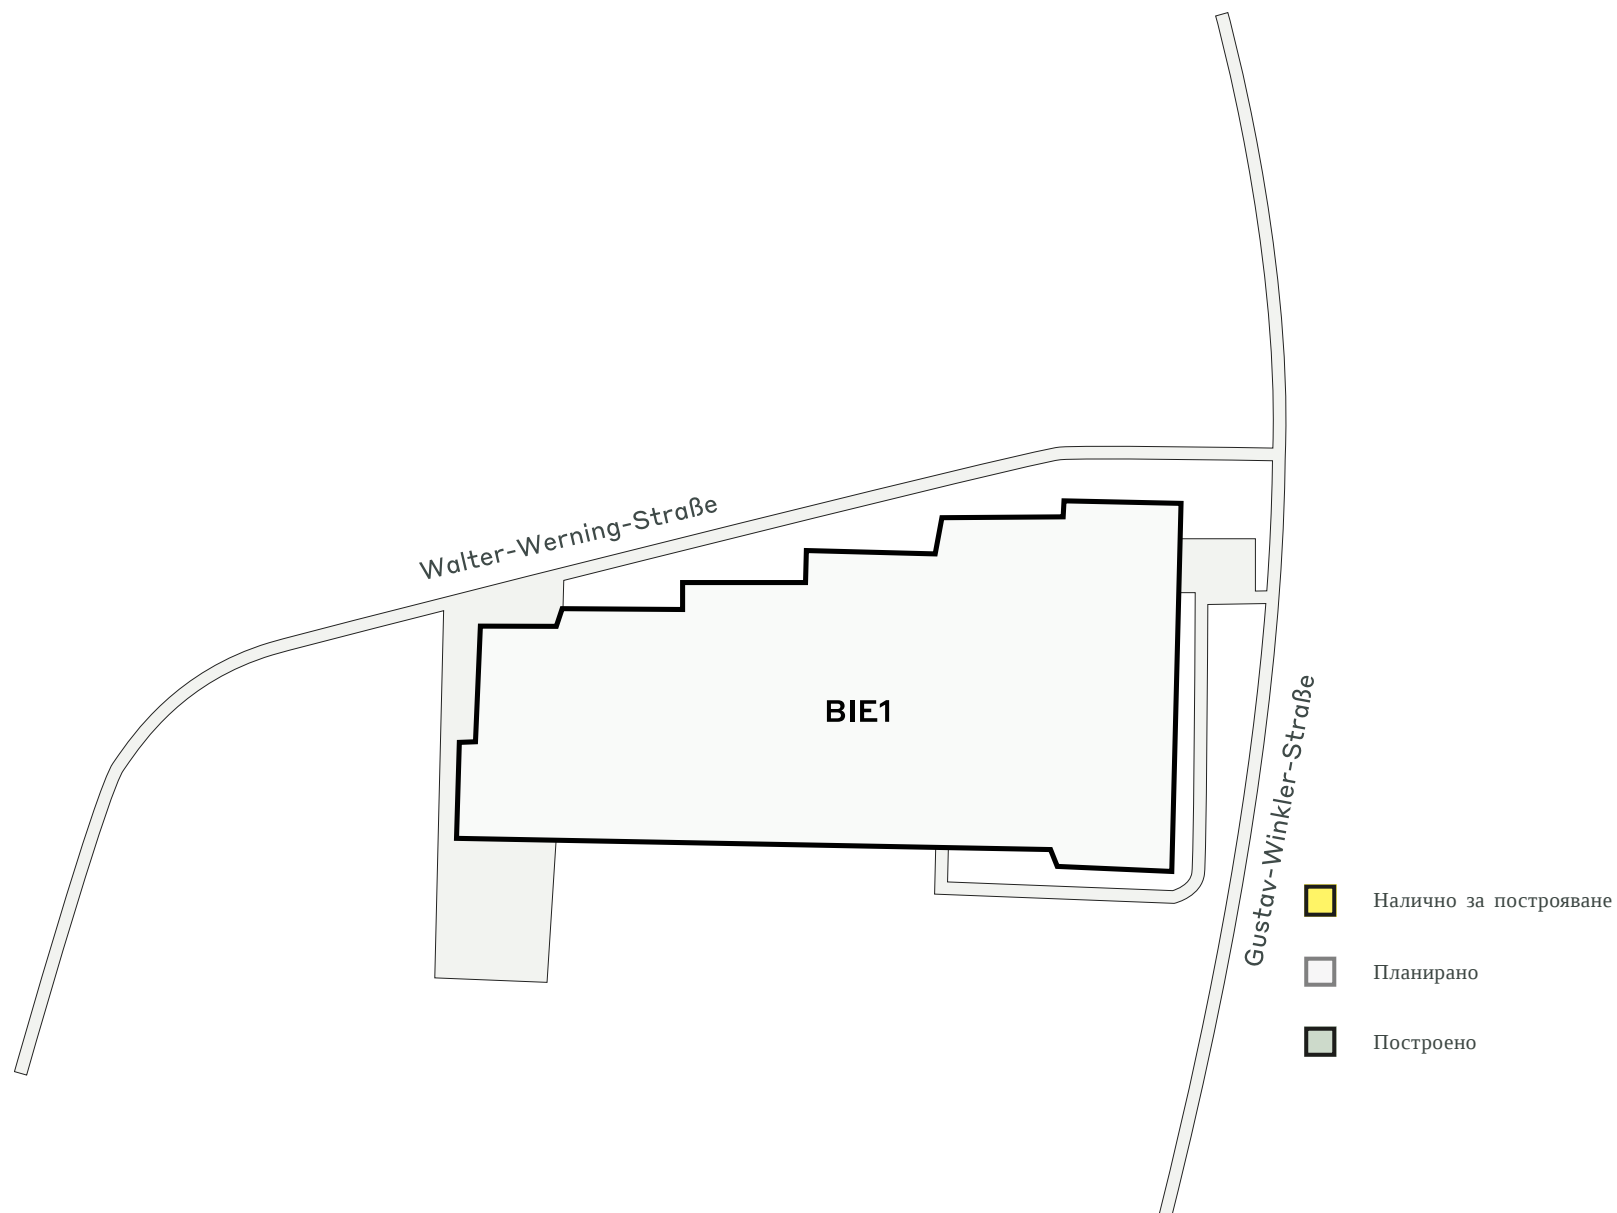 Walter-Werning-Straße
BIE1
Gustav-Winkler-Straße
Налично за построяване
Планирано
Построено